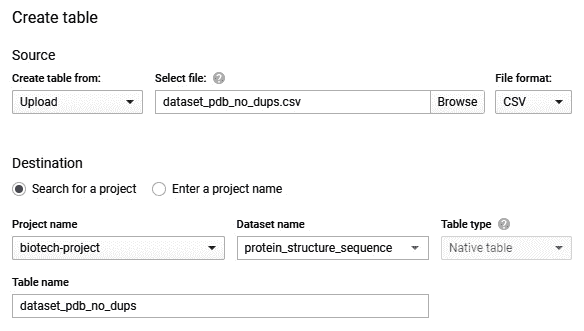 Create table
Source
Create table from: Select file: ? File format:
Upload dataset_pdb_no_dups.csv Browse CSV
Destination
Search for a project Enter a project name
Project name Dataset name Table type ?
biotech-project protein_structure_sequence Native table
Table name
dataset_pdb_no_dups